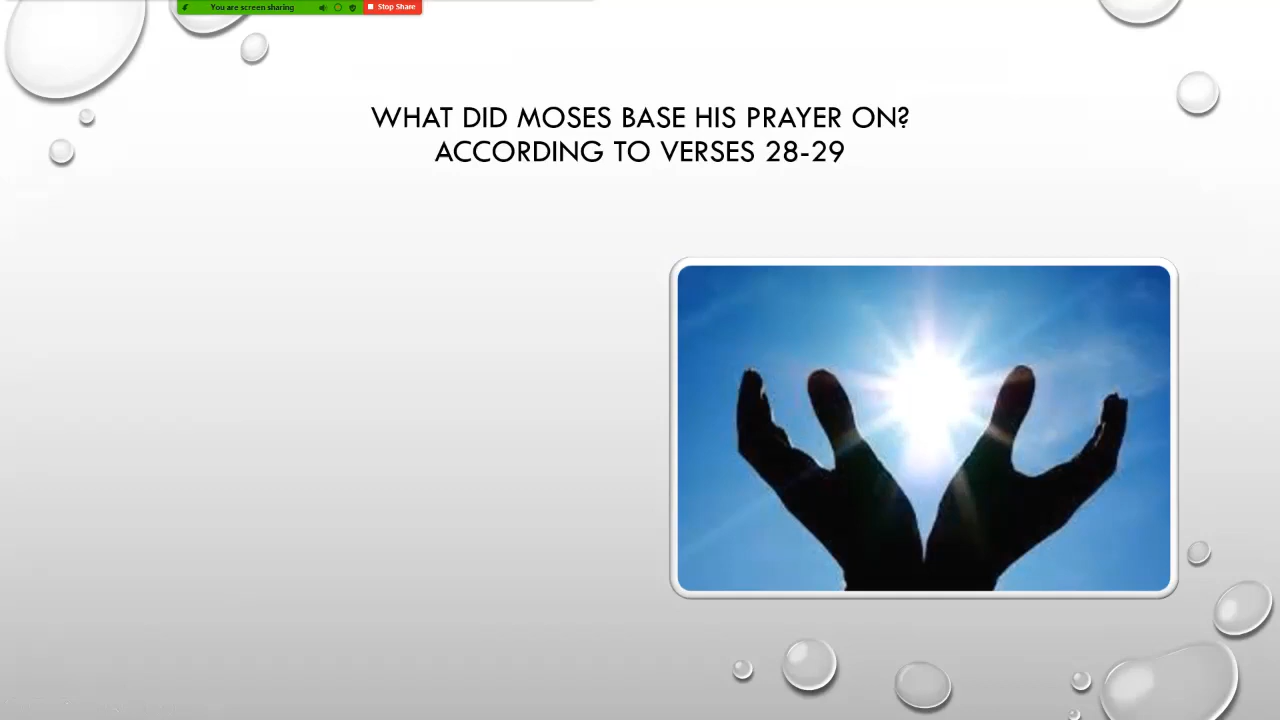 You are screen sharing
Stop Share
WHAT DID MOSES BASE HIS PRAYER ON?
ACCORDING TO VERSES 28-29